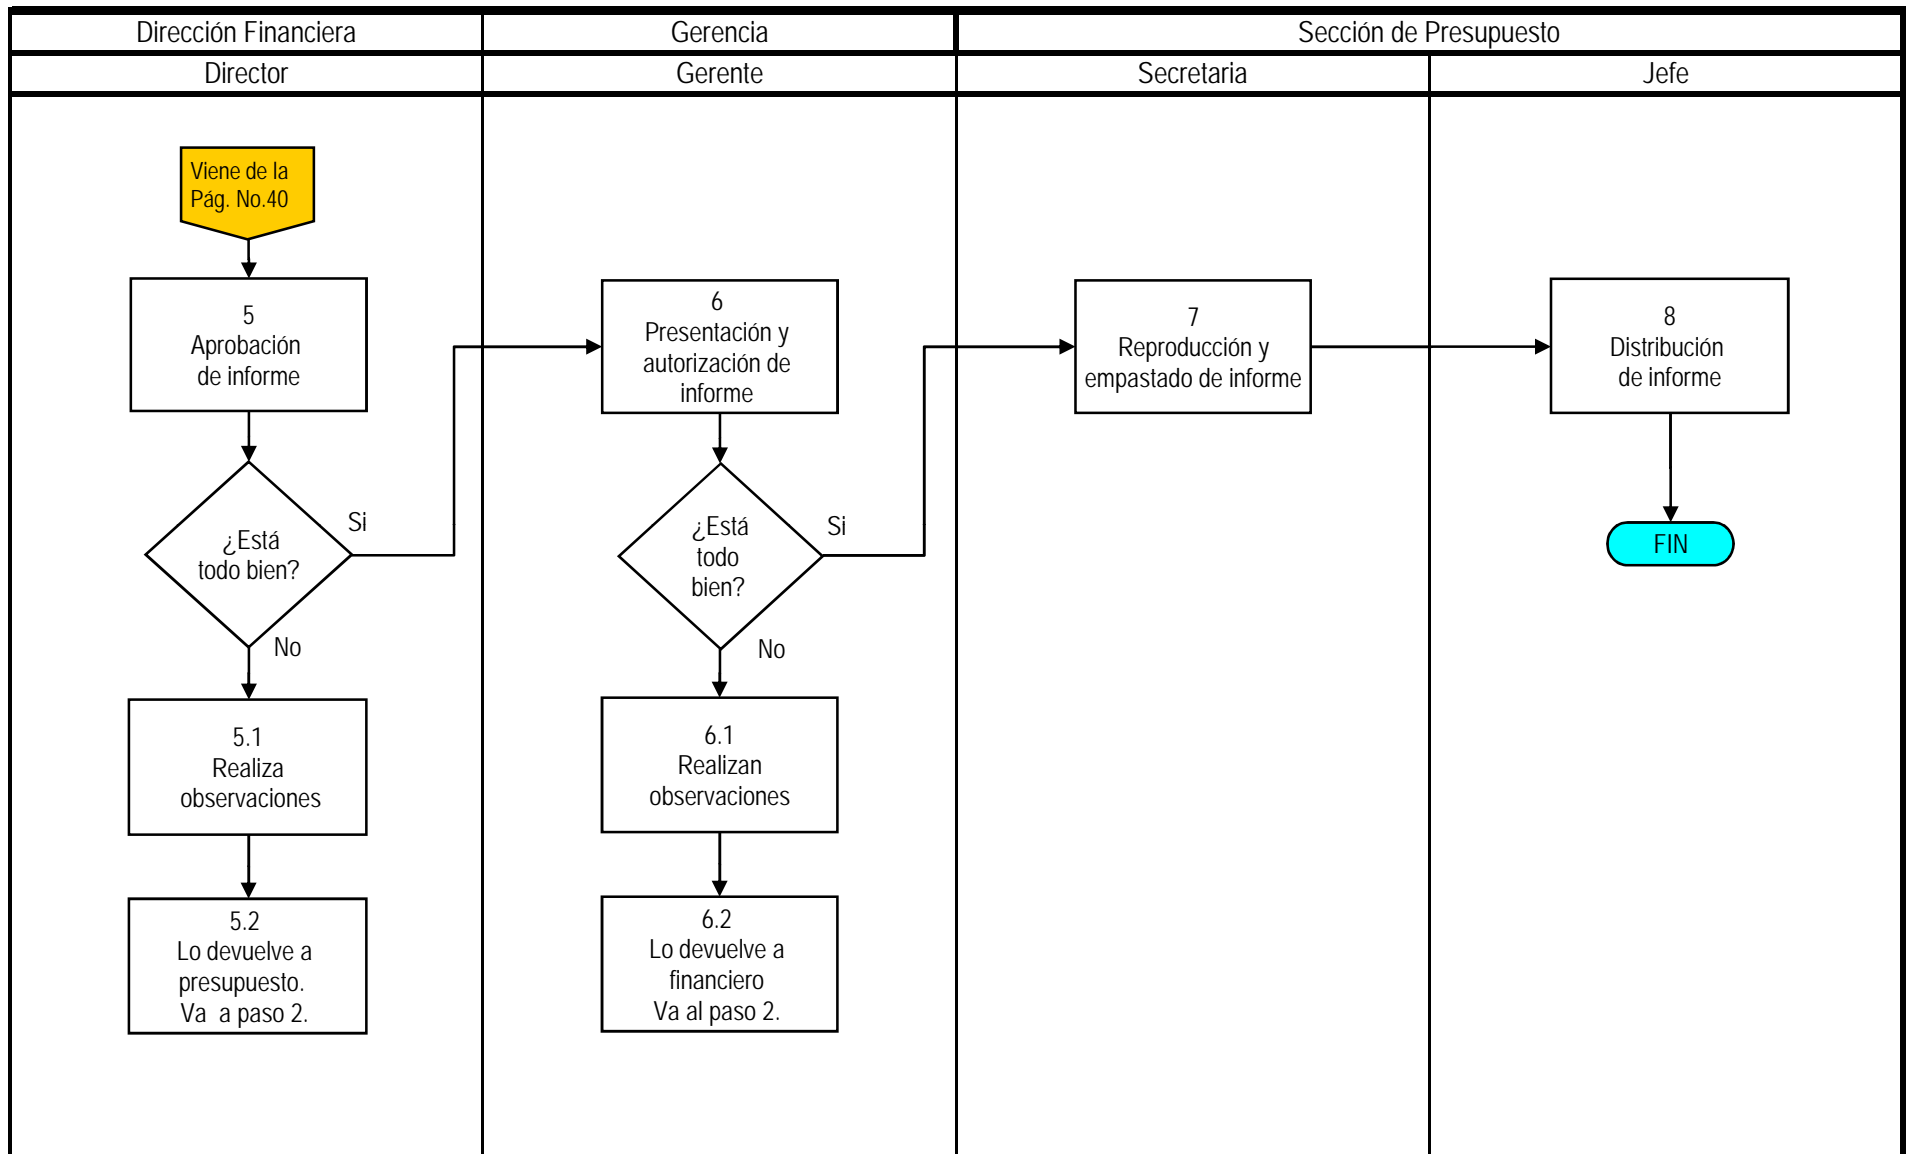 Dirección Financiera
Gerencia
Sección de Presupuesto
Director
Gerente
Secretaria
Jefe
Viene de la
Pág. No.40
5
Aprobación
de informe
¿Está
todo bien?
Si
No
5.1
Realiza
observaciones
5.2
Lo devuelve a
presupuesto.
Va a paso 2.
6
Presentación y
autorización de
informe
¿Está
todo
bien?
Si
No
6.1
Realizan
observaciones
6.2
Lo devuelve a
financiero
Va al paso 2.
7
Reproducción y
empastado de informe
8
Distribución
de informe
FIN